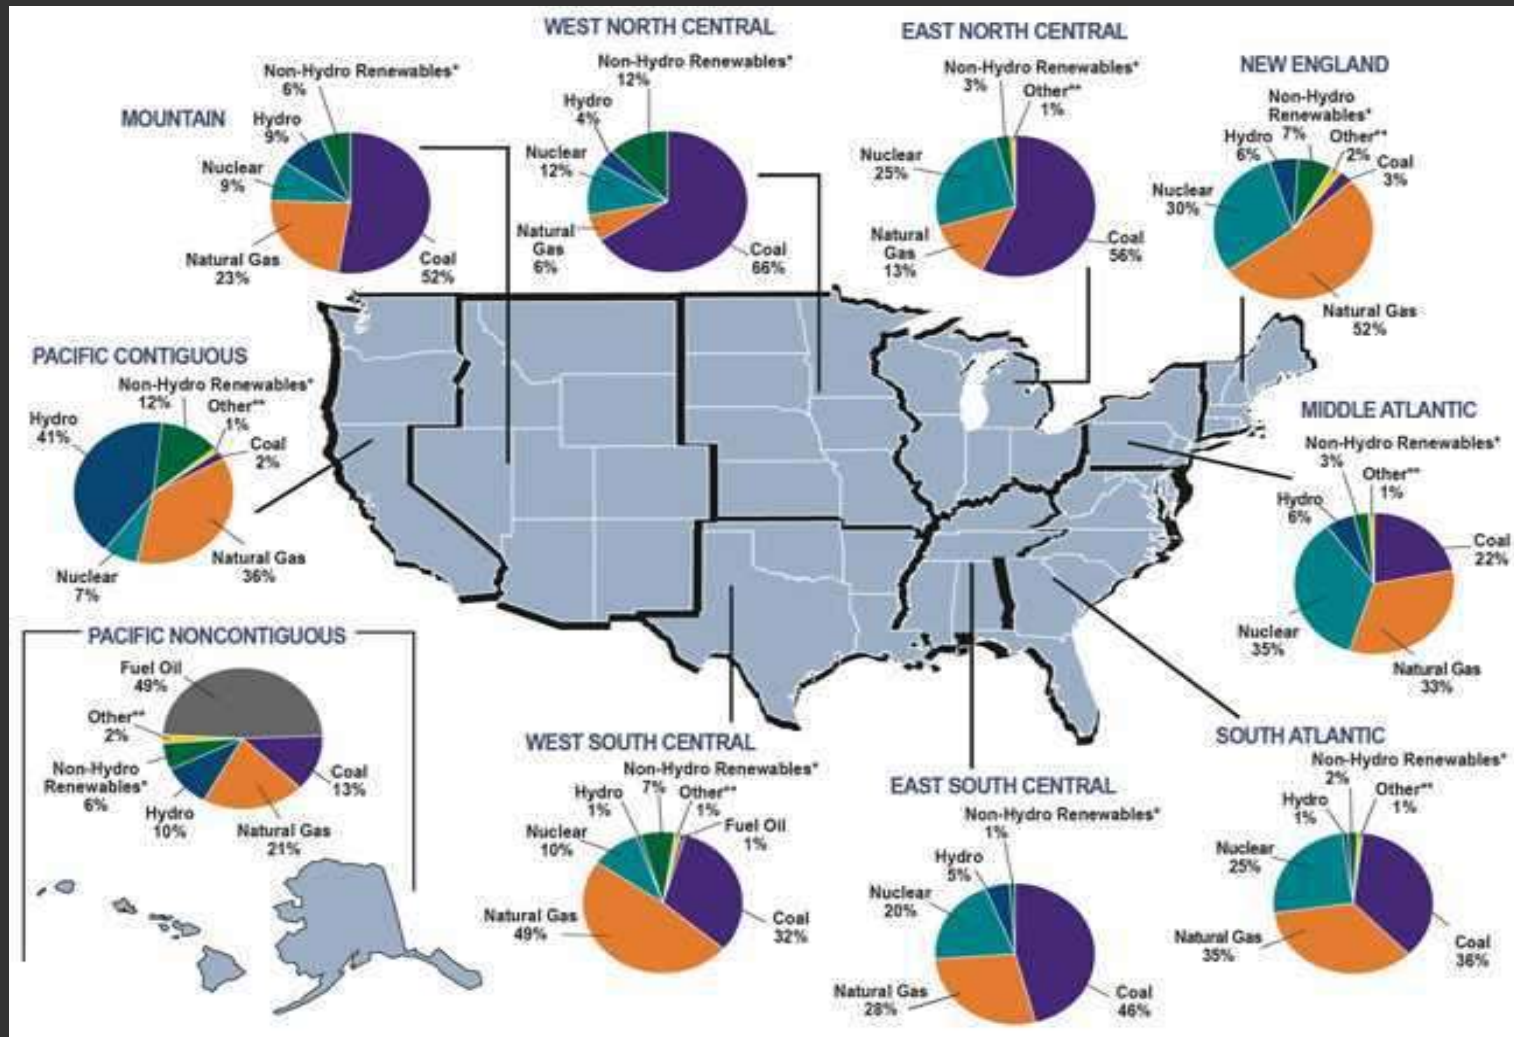 WEST NORTH CENTRAL
Non-Hydro Renewables*
12%
Hydro
4%
Nuclear
12%
Natural
Gas
6%
Coal
66%
EAST NORTH CENTRAL
Non-Hydro Renewables*
3%
Other**
1%
Nuclear
25%
Natural
Gas
13%
Coal
56%
NEW ENGLAND
Non-Hydro
Renewables*
7%
Hydro
6%
Other**
2%
Coal
3%
Nuclear
30%
Natural Gas
52%
MOUNTAIN
Non-Hydro Renewables*
6%
Hydro
9%
Nuclear
9%
Natural Gas
23%
Coal
52%
PACIFIC CONTIGUOUS
Non-Hydro Renewables*
12%
Other**
1%
Hydro
41%
Coal
2%
Natural Gas
36%
Nuclear
7%
MIDDLE ATLANTIC
Non-Hydro Renewables*
3%
Other**
1%
Hydro
6%
Coal
22%
Nuclear
35%
Natural Gas
33%
PACIFIC NONCONTIGUOUS
Fuel Oil
49%
Other**
2%
Non-Hydro
Renewables*
6%
Hydro
10%
Natural Gas
21%
Coal
13%
WEST SOUTH CENTRAL
Non-Hydro Renewables*
7%
Hydro
1%
Other**
1%
Fuel Oil
1%
Nuclear
10%
Natural Gas
49%
Coal
32%
EAST SOUTH CENTRAL
Non-Hydro Renewables*
1%
Hydro
5%
Nuclear
20%
Natural Gas
28%
Coal
46%
SOUTH ATLANTIC
Non-Hydro Renewables*
2%
Other**
1%
Hydro
1%
Nuclear
25%
Natural Gas
35%
Coal
36%